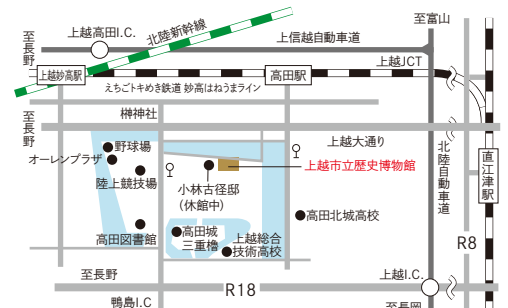 至富山
北陸新幹線
上越高田I.C.
上信越自動車道
至長野
上越JCT
上越妙高駅
高田駅
えちごトキめき鉄道 妙高はねうまライン
榊神社
至長野
上越大通り
野球場
オーレンプラザ
陸上競技場
小林古径邸
(休館中)
上越市立歴史博物館
北陸自動車道
直江津駅
高田北城高校
高田図書館
高田城
三重櫓
上越総合
技術高校
R8
至長野
上越I.C.
R18
鴨島I.C
至長岡